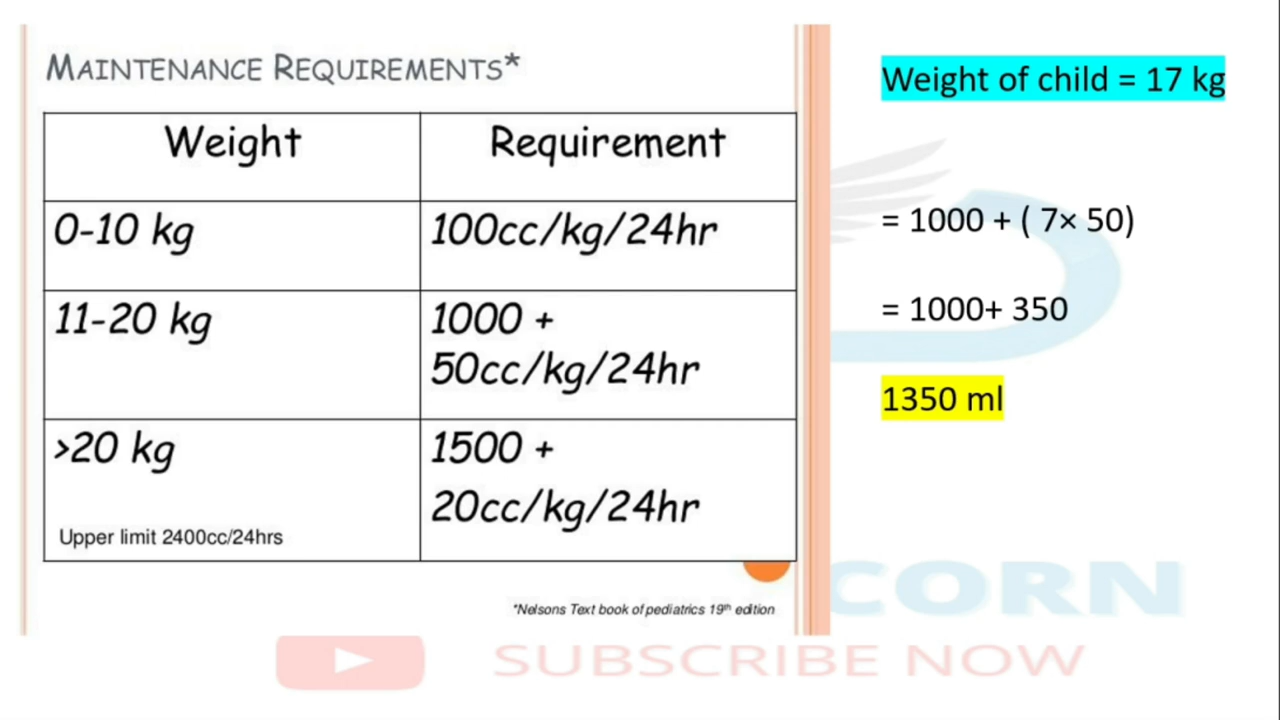 MAINTENANCE REQUIREMENTS*
Weight
Requirement
0-10 kg
100cc/kg/24hr
11-20 kg
1000 +
50cc/kg/24hr
>20 kg
Upper limit 2400cc/24hrs
1500 +
20cc/kg/24hr
*Nelsons Text book of pediatrics 19th edition
Weight of child = 17 kg
= 1000 + ( 7× 50)
= 1000+ 350
1350 ml
CORN
SUBSCRIBE NOW